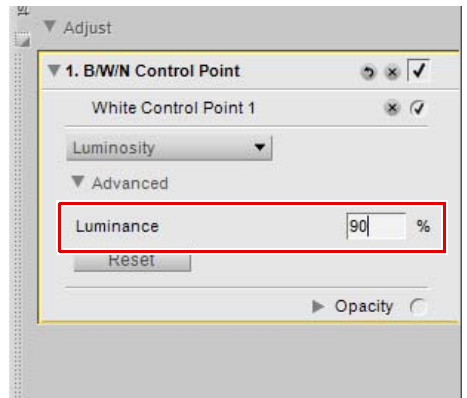 Adjust
1. B/W/N Control Point
White Control Point 1
Luminosity
Advanced
Luminance 90 %
Reset
Opacity